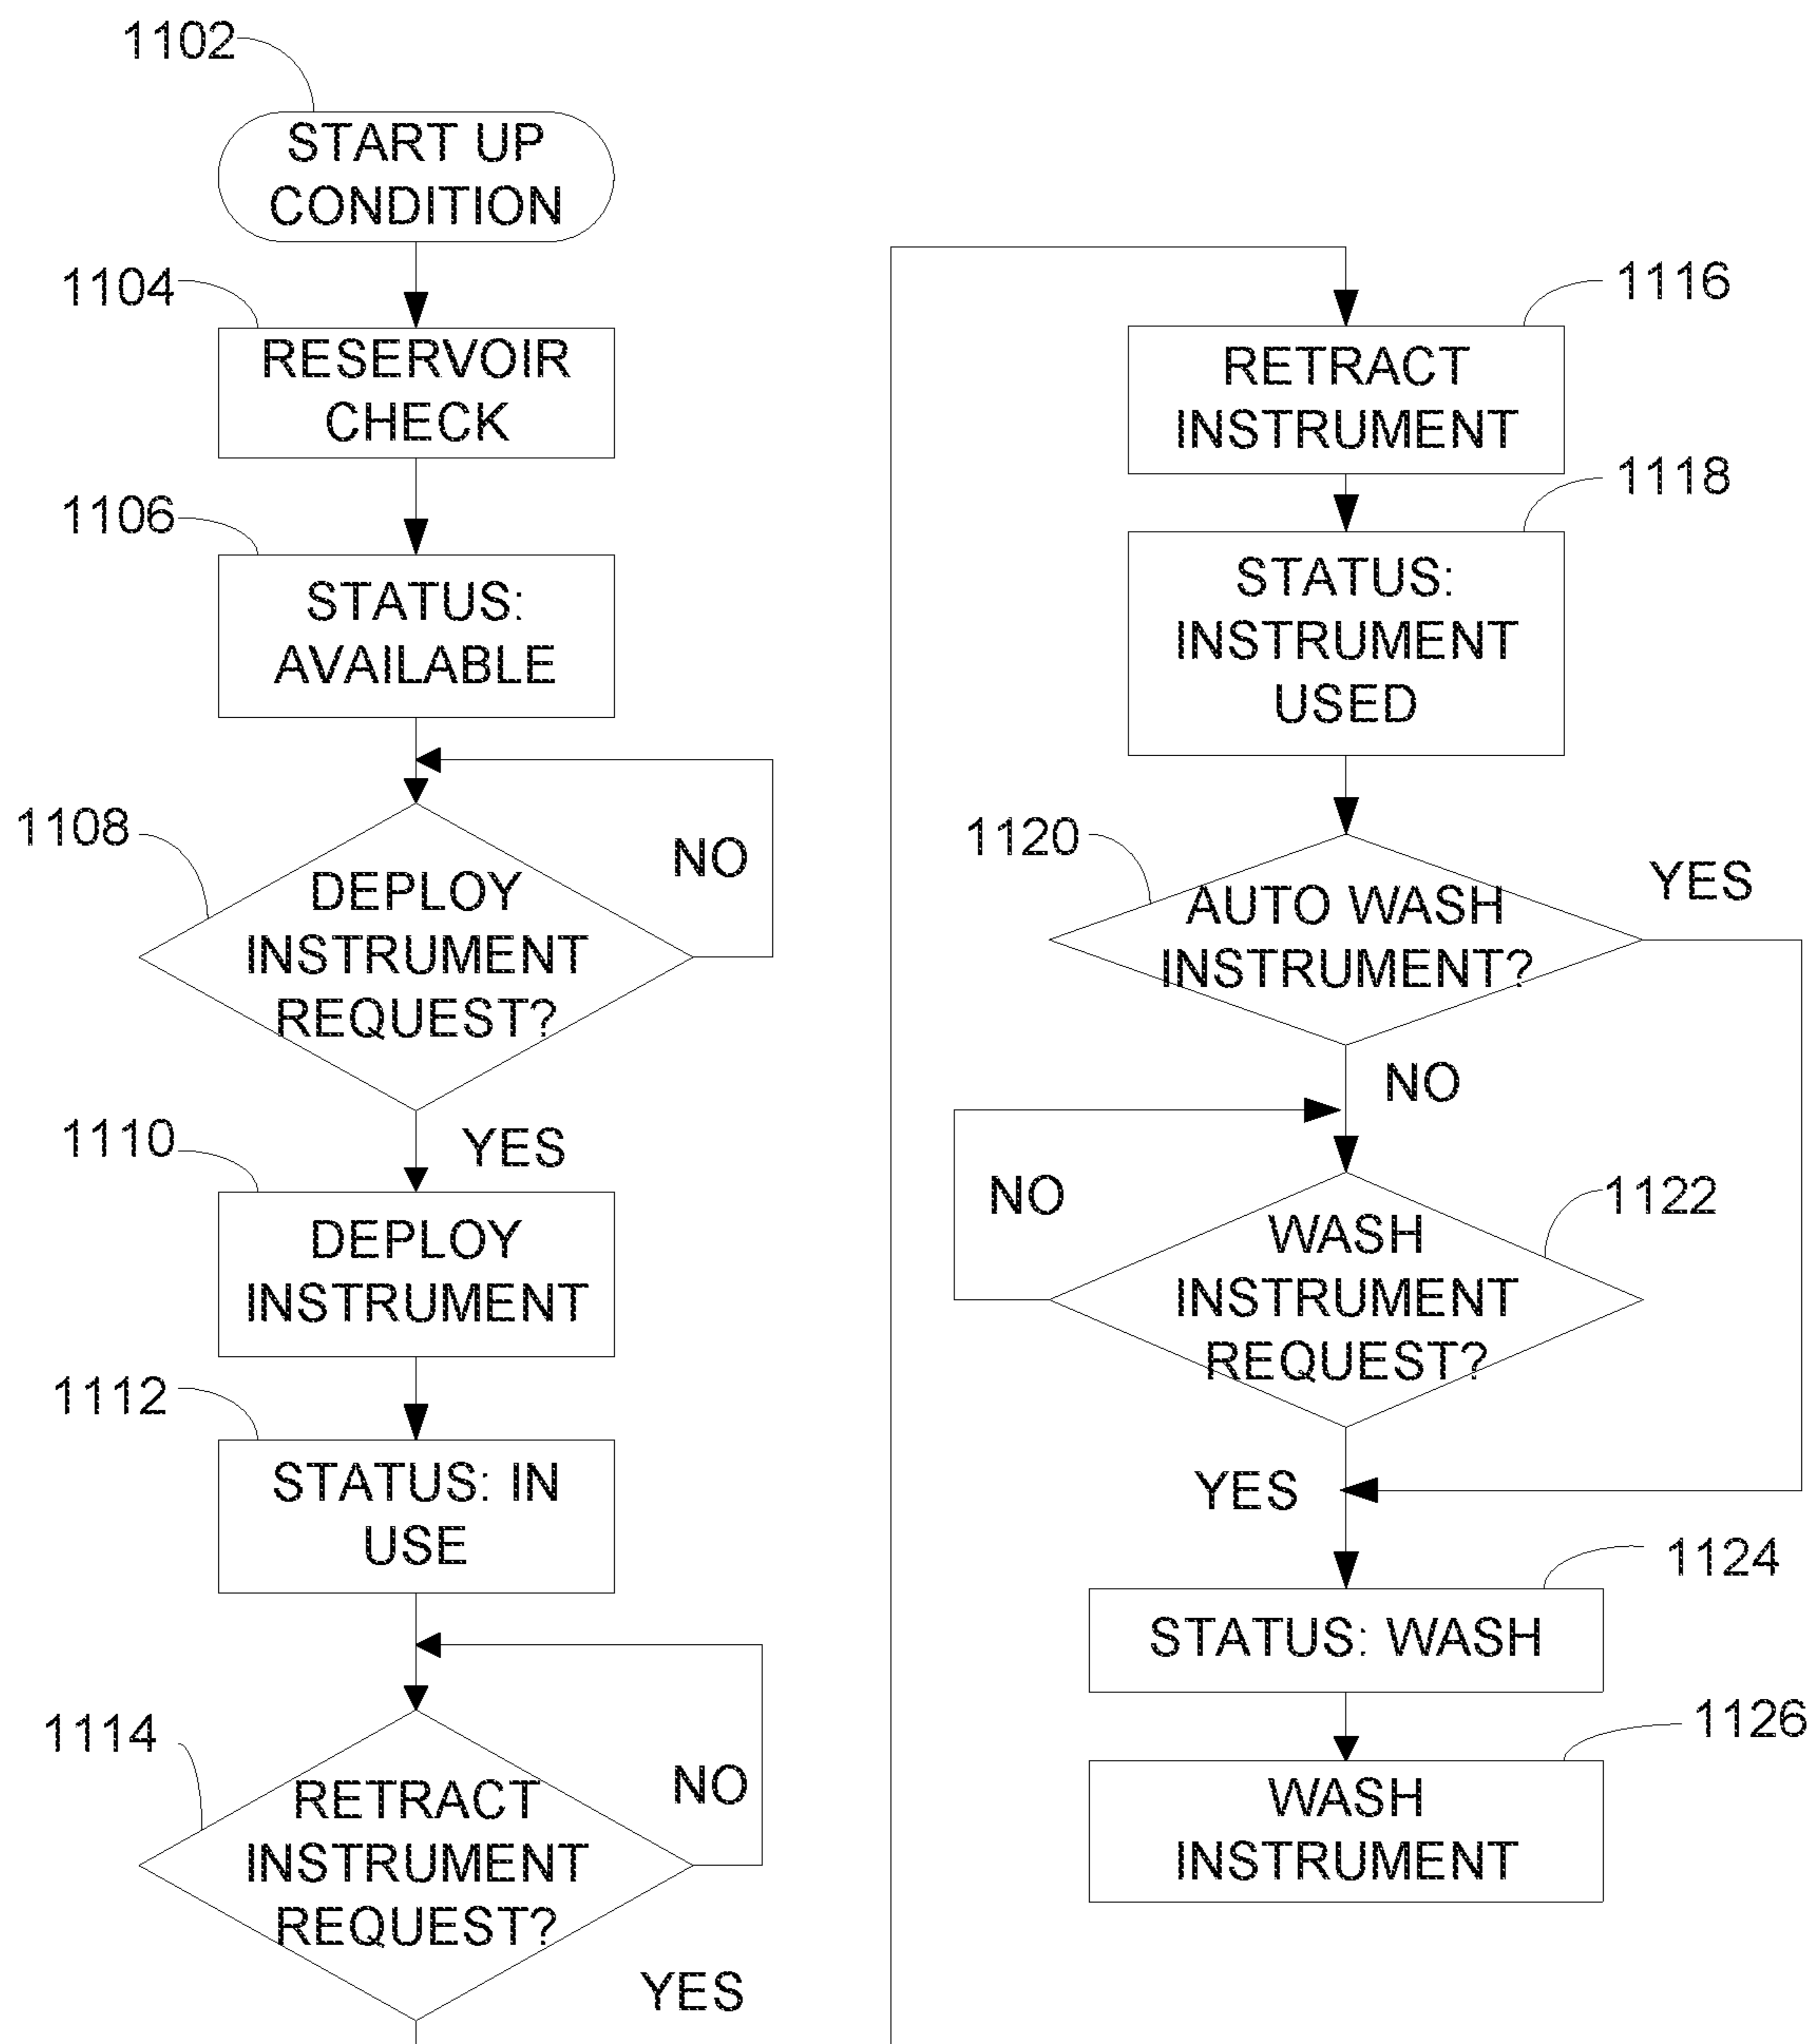 1102
START UP
CONDITION
1104
RESERVOIR
CHECK
1106
STATUS:
AVAILABLE
1108
NO
DEPLOY
INSTRUMENT
REQUEST?
YES
1110
DEPLOY
INSTRUMENT
1112
STATUS: IN
USE
1114
NO
RETRACT
INSTRUMENT
REQUEST?
YES
1116
RETRACT
INSTRUMENT
1118
STATUS:
INSTRUMENT
USED
1120
YES
AUTO WASH
INSTRUMENT?
NO
NO
1122
WASH
INSTRUMENT
REQUEST?
YES
1124
STATUS: WASH
1126
WASH
INSTRUMENT